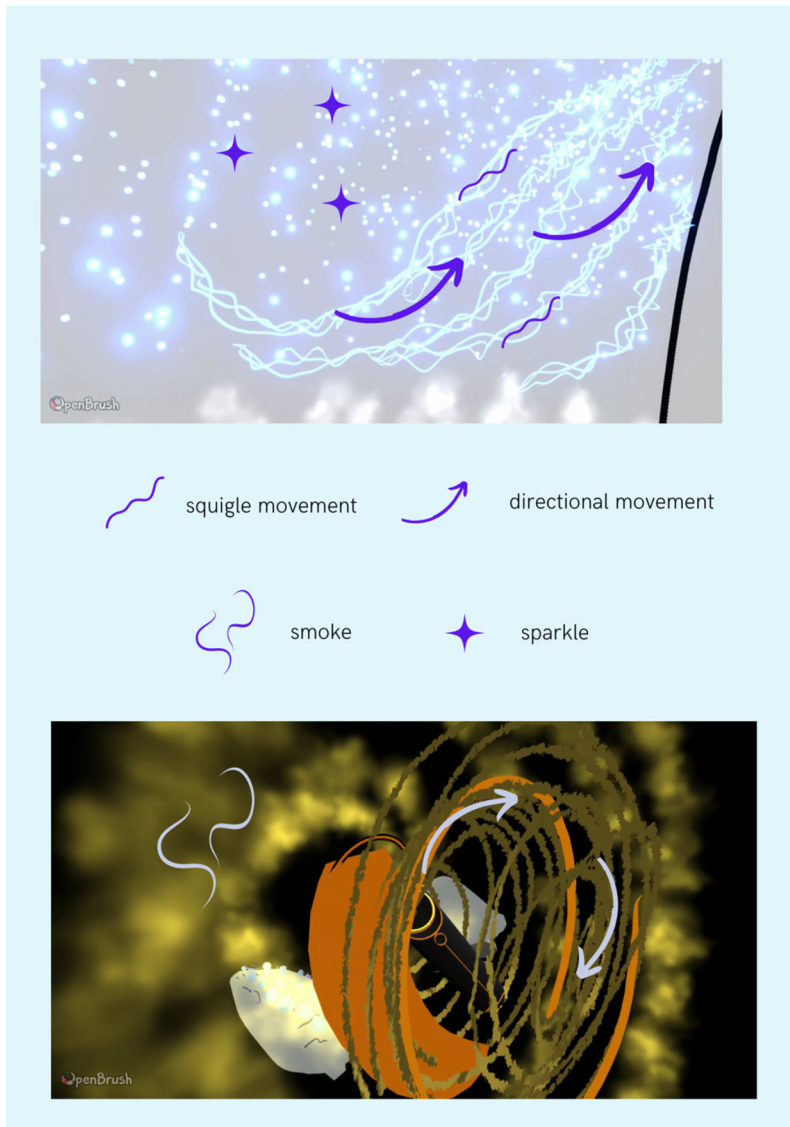 OpenBrush
squigle movement
directional movement
smoke
sparkle
OpenBrush